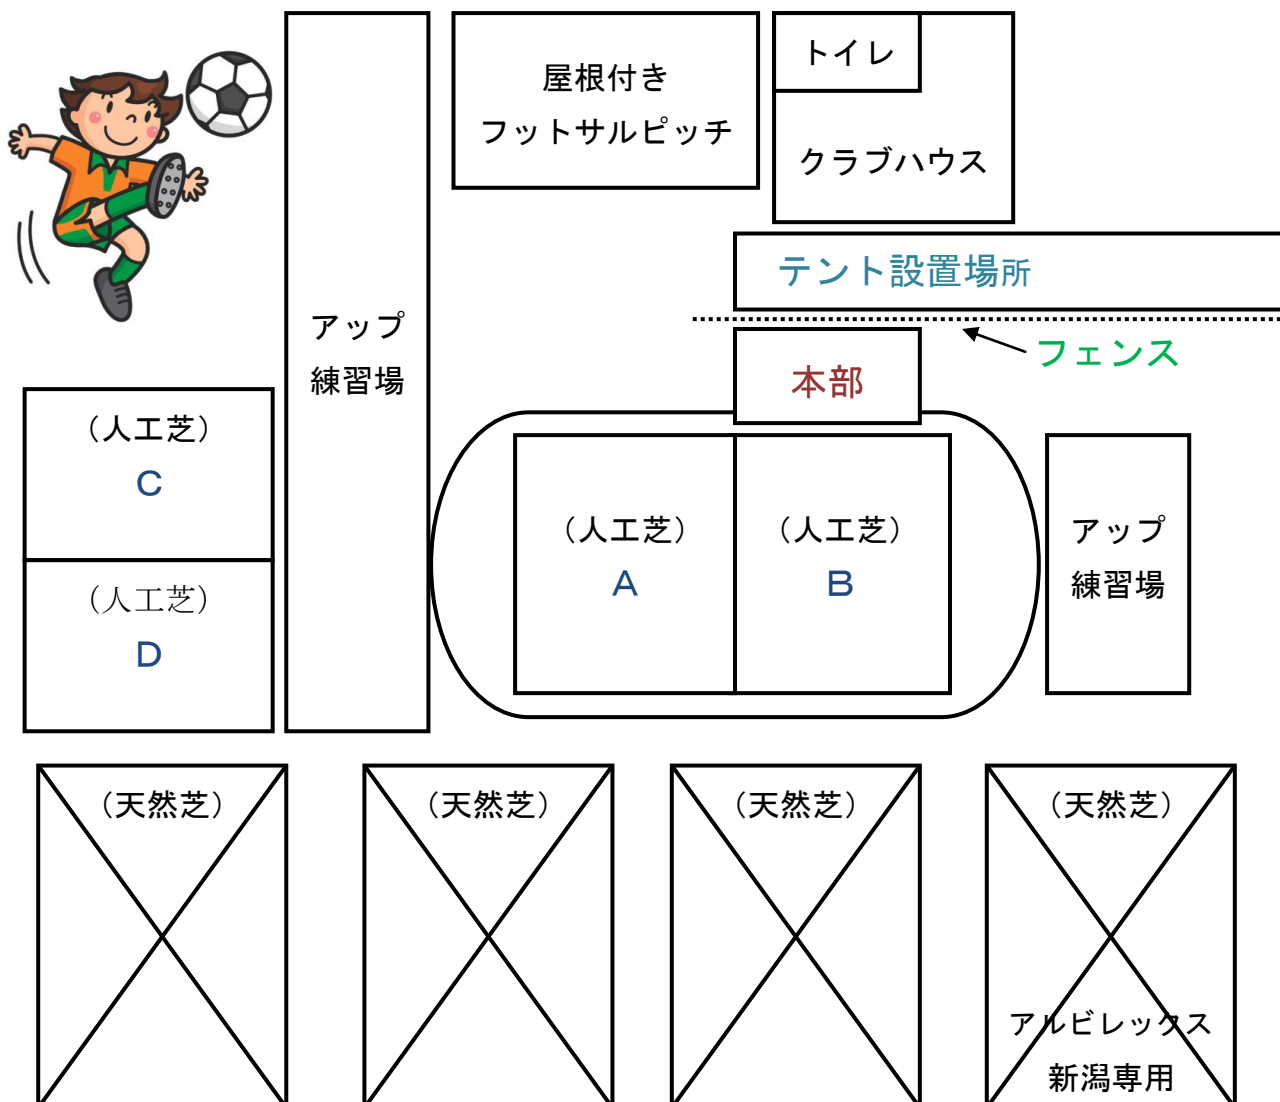 屋根付き
フットサルピッチ
トイレ
クラブハウス
テント設置場所
フェンス
本部
アップ
練習場
（人工芝）
C
（人工芝）
D
（人工芝）
A
（人工芝）
B
アップ
練習場
（天然芝）
（天然芝）
（天然芝）
（天然芝）
アルビレックス
新潟専用